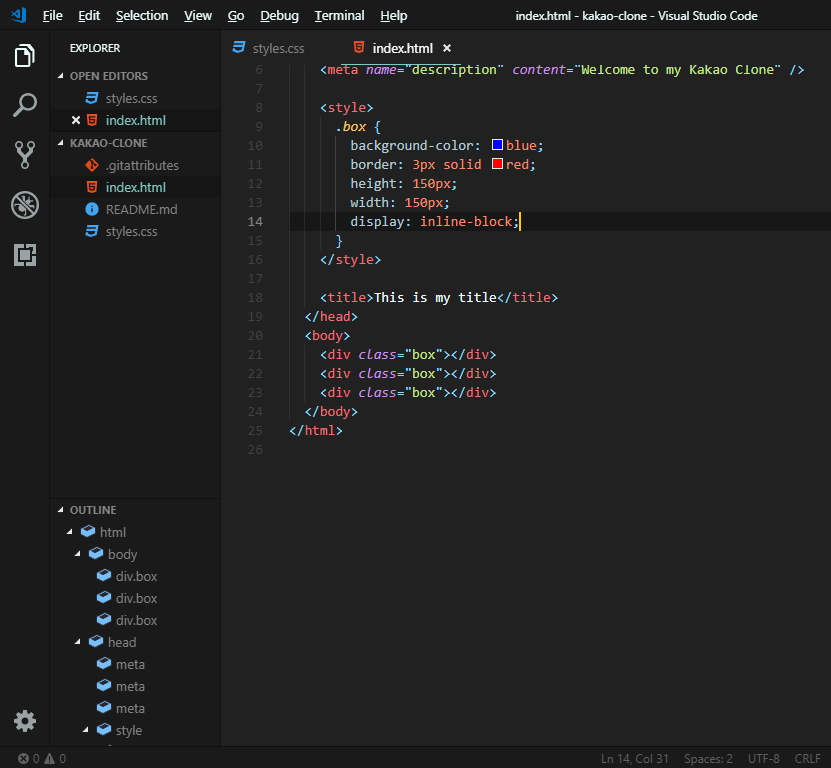 File Edit Selection View Go Debug Terminal Help index.html - kakao-clone - Visual Studio Code
EXPLORER
OPEN EDITORS
styles.css
index.html
KAKAO-CLONE
.gitattributes
index.html
README.md
styles.css
OUTLINE
html
body
div.box
div.box
div.box
head
meta
meta
meta
style
styles.css index.html
6 <meta name="description" content="Welcome to my Kakao Clone" />
7
8 <style>
9 .box {
10 background-color: blue;
11 border: 3px solid red;
12 height: 150px;
13 width: 150px;
14 display: inline-block;
15 }
16 </style>
17
18 <title>This is my title</title>
19 </head>
20 <body>
21 <div class="box"></div>
22 <div class="box"></div>
23 <div class="box"></div>
24 </body>
25 </html>
26
0 0 Ln 14, Col 31 Spaces: 2 UTF-8 CRLF